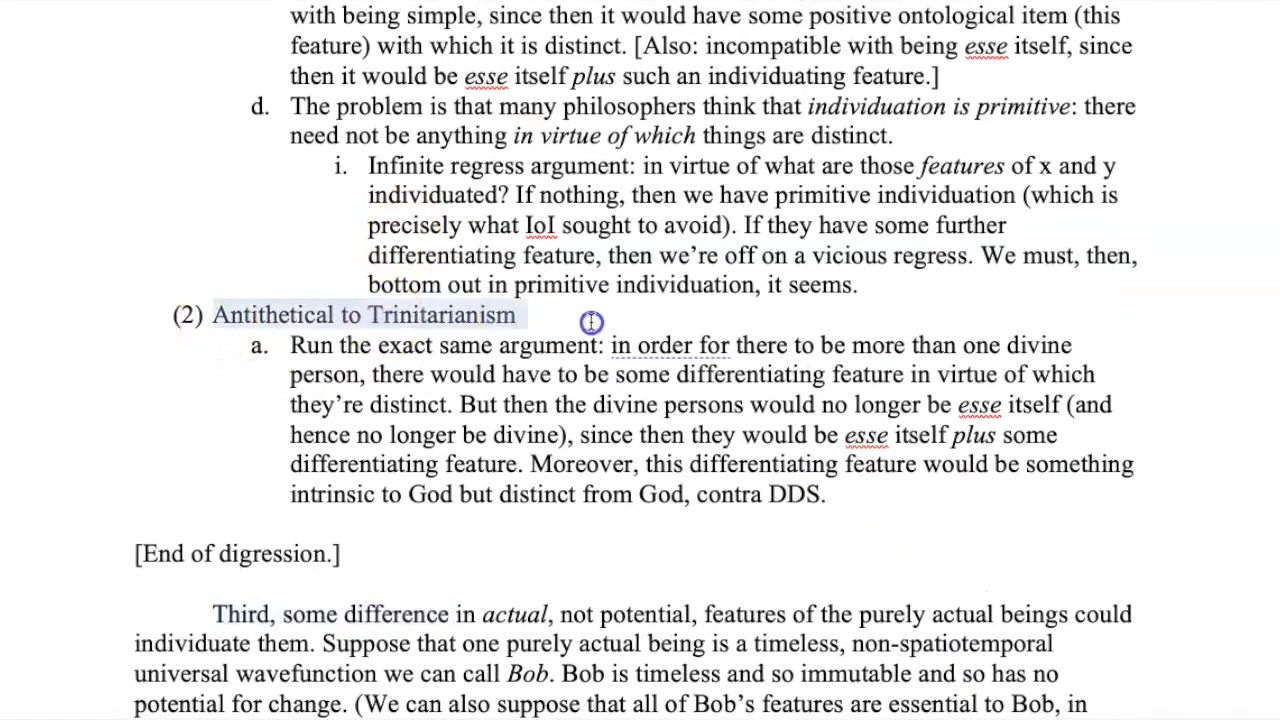 with being simple, since then it would have some positive ontological item (this
feature) with which it is distinct. [Also: incompatible with being esse itself, since
then it would be esse itself plus such an individuating feature.]
d. The problem is that many philosophers think that individuation is primitive: there
need not be anything in virtue of which things are distinct.
i. Infinite regress argument: in virtue of what are those features of x and y
individuated? If nothing, then we have primitive individuation (which is
precisely what IoI sought to avoid). If they have some further
differentiating feature, then we’re off on a vicious regress. We must, then,
bottom out in primitive individuation, it seems.
(2) Antithetical to Trinitarianism
a. Run the exact same argument: in order for there to be more than one divine
person, there would have to be some differentiating feature in virtue of which
they’re distinct. But then the divine persons would no longer be esse itself (and
hence no longer be divine), since then they would be esse itself plus some
differentiating feature. Moreover, this differentiating feature would be something
intrinsic to God but distinct from God, contra DDS.
[End of digression.]
Third, some difference in actual, not potential, features of the purely actual beings could
individuate them. Suppose that one purely actual being is a timeless, non-spatiotemporal
universal wavefunction we can call Bob. Bob is timeless and so immutable and so has no
potential for change. (We can also suppose that all of Bob’s features are essential to Bob, in